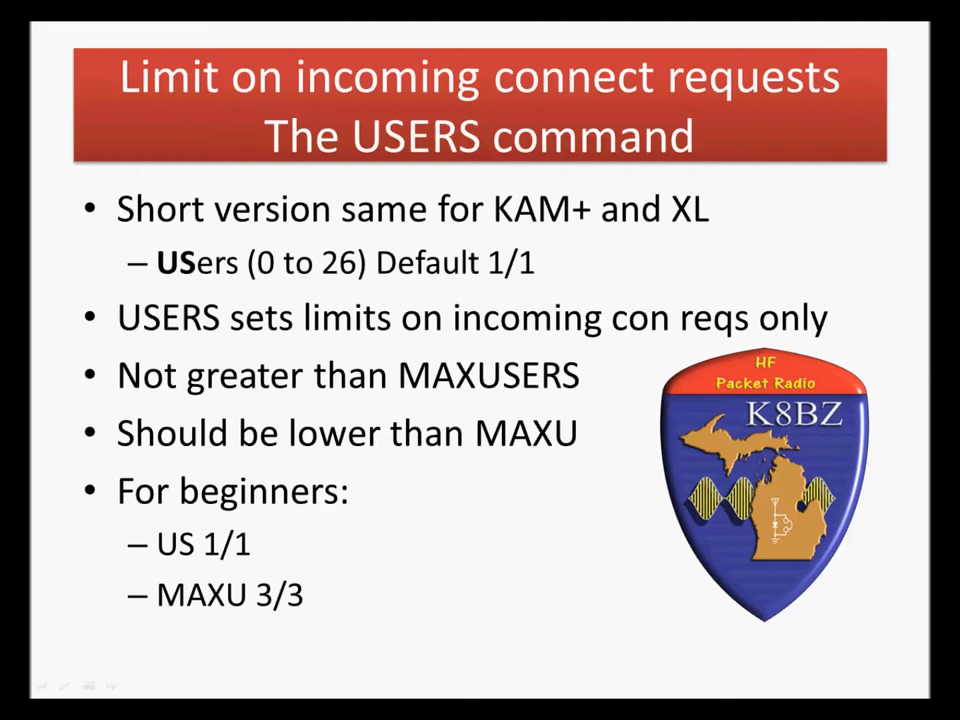 Limit on incoming connect requests
The USERS command
• Short version same for KAM+ and XL
– USers (0 to 26) Default 1/1
• USERS sets limits on incoming con reqs only
• Not greater than MAXUSERS
• Should be lower than MAXU
• For beginners:
– US 1/1
– MAXU 3/3
HF
Packet Radio
K8BZ